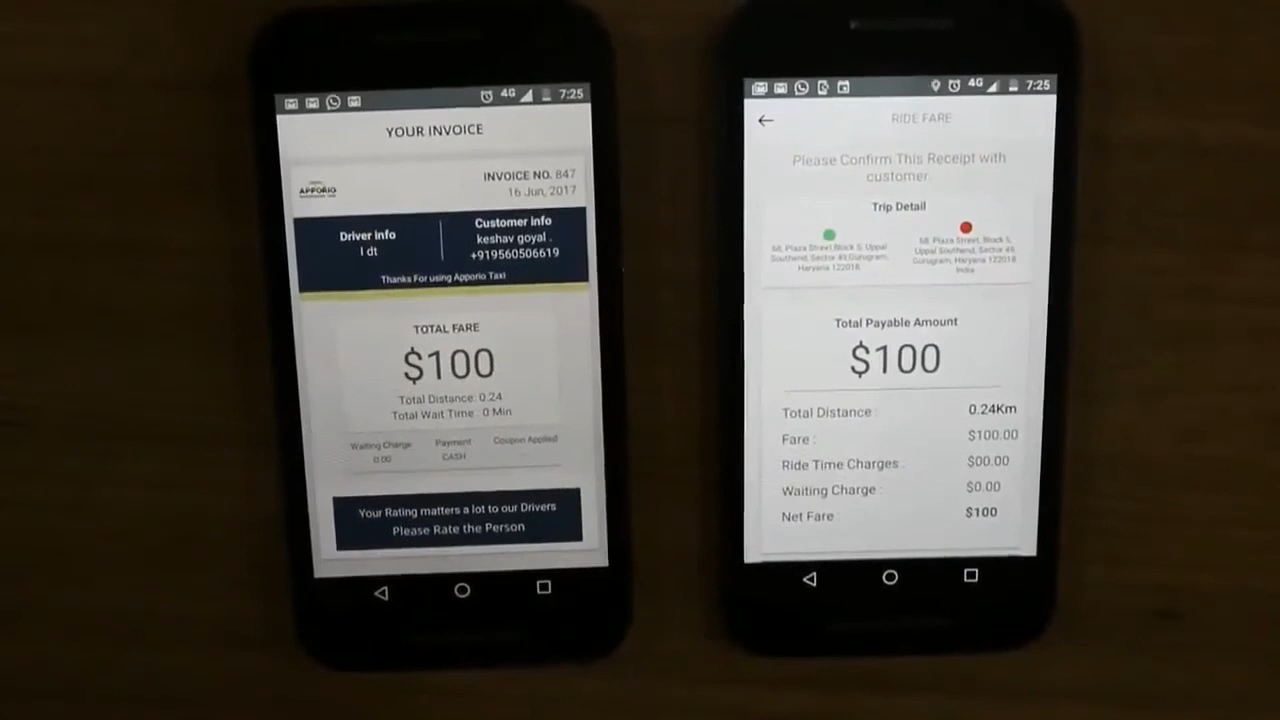 4G 7:25
YOUR INVOICE
APPORIO
INVOICE NO. 847
16 Jun, 2017
Driver info
I dt
Customer info
keshav goyal .
+919560506619
Thanks For using Apporio Taxi
TOTAL FARE
$100
Total Distance: 0.24
Total Wait Time : 0 Min
Waiting Charge
0.00
Payment
CASH
Coupon Applied
Your Rating matters a lot to our Drivers
Please Rate the Person
4G 7:25
RIDE FARE
Please Confirm This Receipt with
customer.
Trip Detail
68, Plaza Street,Block S, Uppal
Southend, Sector 49,Gurugram,
Haryana 122018,
68, Plaza Street, Block S,
Uppal Southend, Sector 49,
Gurugram, Haryana 122018
India
Total Payable Amount
$100
Total Distance : 0.24Km
Fare : $100.00
Ride Time Charges : $00.00
Waiting Charge : $0.00
Net Fare : $100